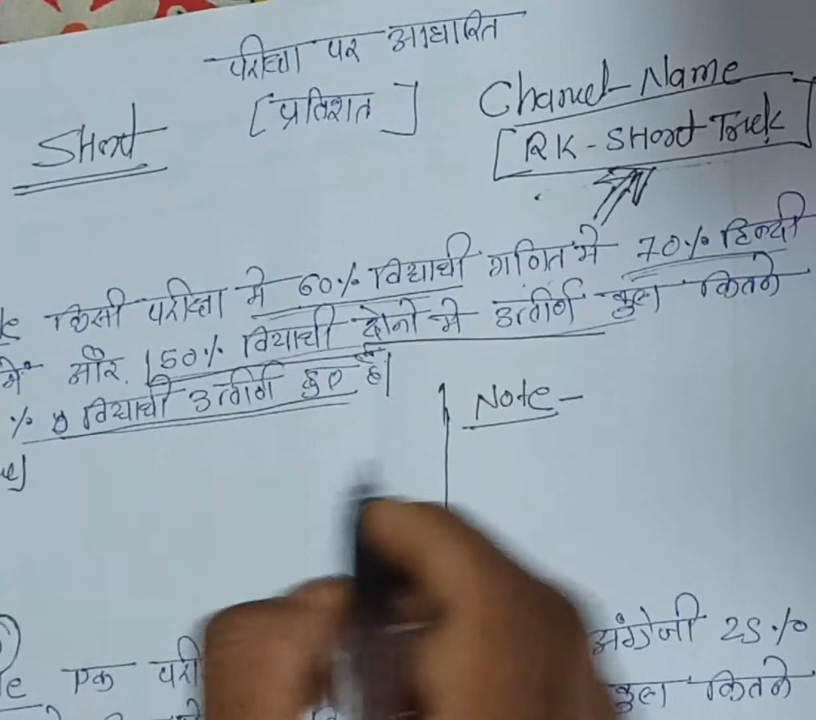 परीक्षा पर आधारित
[प्रतिशत]
Short
Channel Name
[RK - Short Trick]
किसी परीक्षा मे 60% विद्यार्थी गणित मे 70% हिन्दी
में और 50% विद्यार्थी दोनो मे उत्तीर्ण कुल कितने
% विद्यार्थी उत्तीर्ण हुए है।
Note -
एक परी
अंग्रेजी 25%
कुल कितने